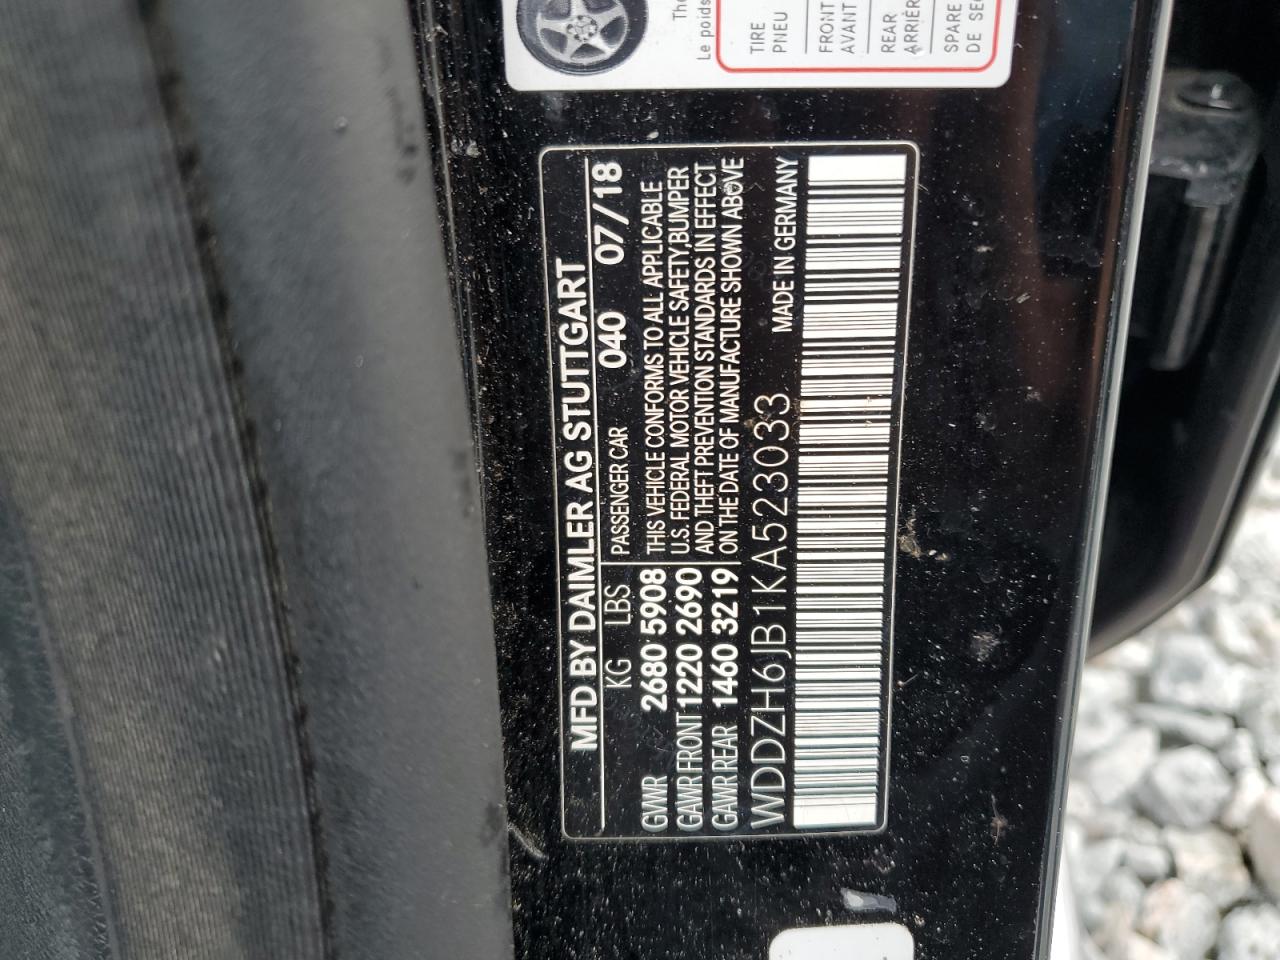 MFD BY DAIMLER AG STUTTGART
KG LBS PASSENGER CAR 040 07/18
GVWR 2680 5908
GAWR FRONT 1220 2690
GAWR REAR 1460 3219
THIS VEHICLE CONFORMS TO ALL APPLICABLE
U.S. FEDERAL MOTOR VEHICLE SAFETY,BUMPER
AND THEFT PREVENTION STANDARDS IN EFFECT
ON THE DATE OF MANUFACTURE SHOWN ABOVE
WDDZH6JB1KA523033 MADE IN GERMANY
Le poids
TIRE
PNEU
FRONT
AVANT
REAR
ARRIÈRE
SPARE
DE